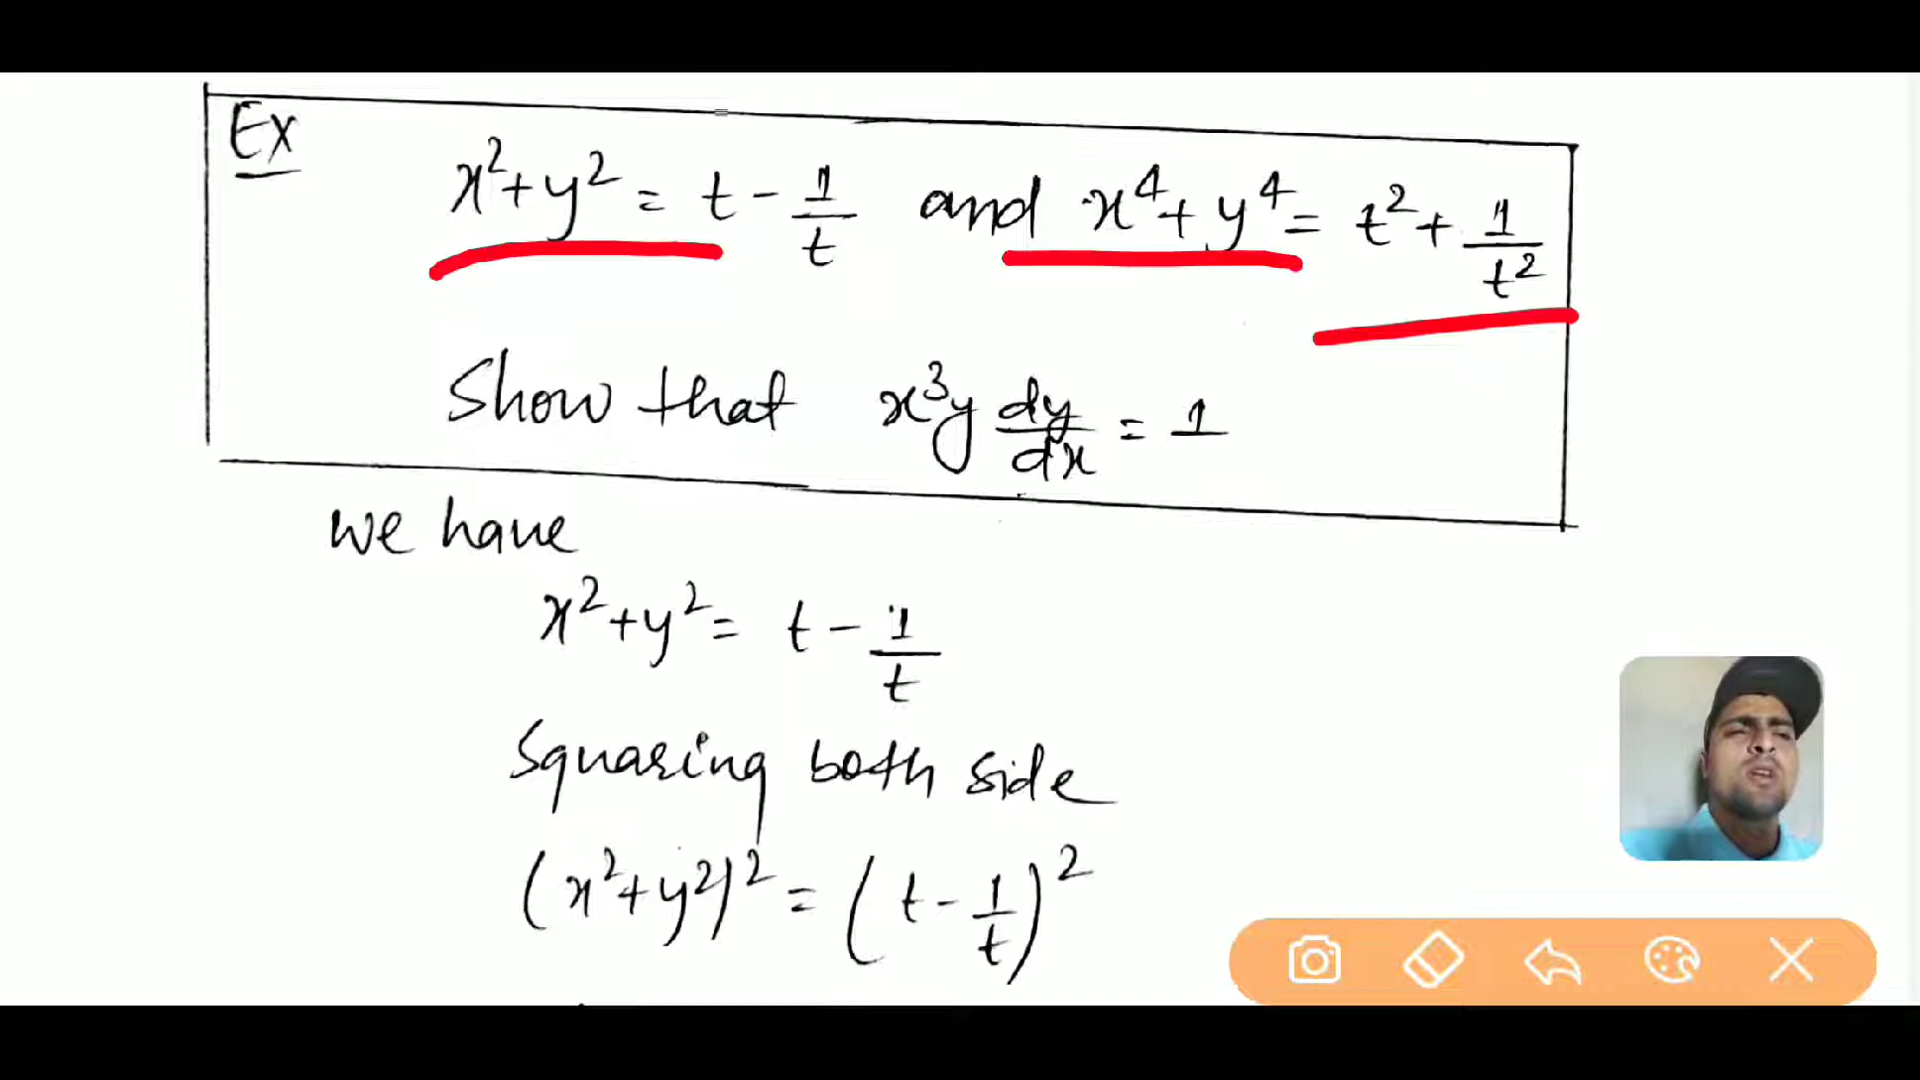 Ex
x²+y² = t - 1/t and x⁴+y⁴ = t² + 1/t²
Show that x³y dy/dx = 1
we have
x²+y² = t - 1/t
Squaring both side
(x²+y²)² = (t - 1/t)²